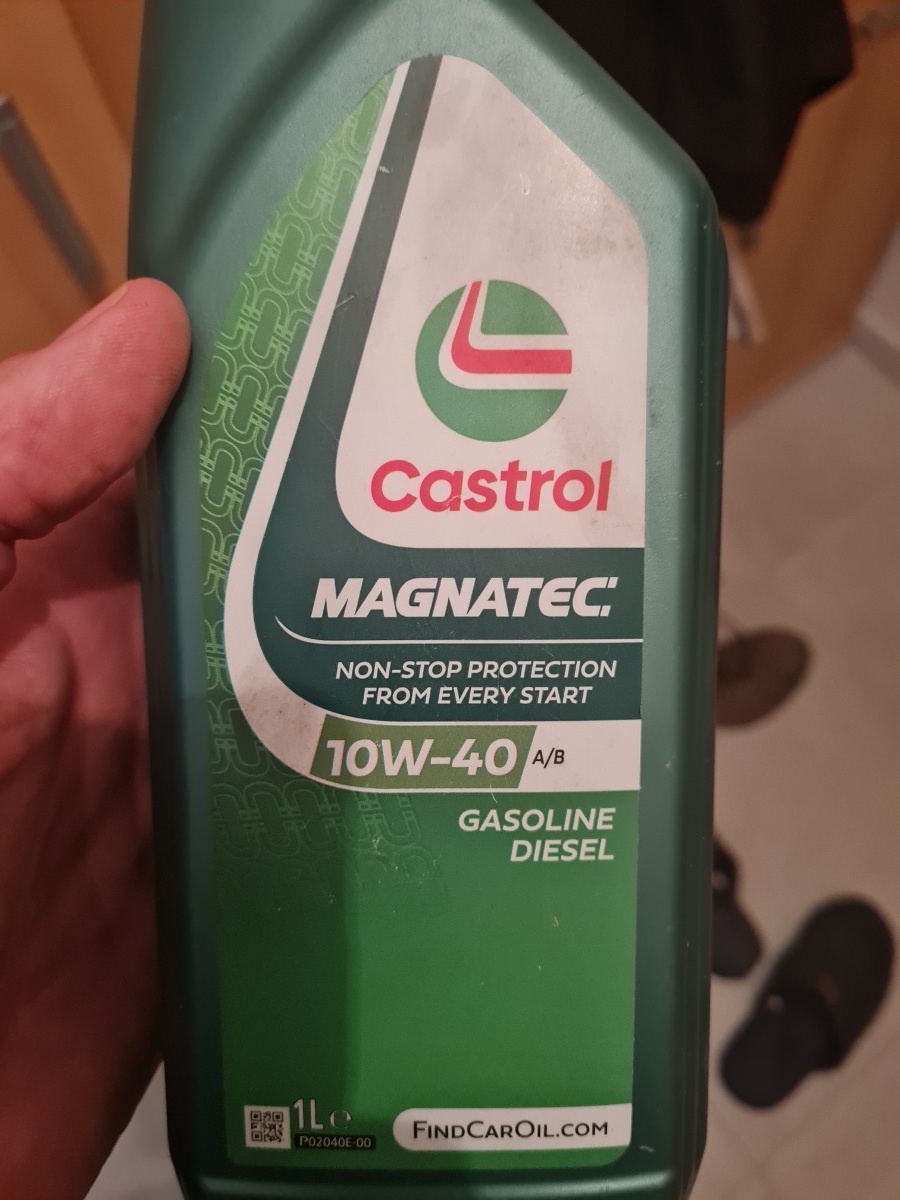 Castrol
MAGNATEC
NON-STOP PROTECTION
FROM EVERY START
10W-40 A/B
GASOLINE
DIESEL
1L e
P02040E-00
FINDCAROIL.COM